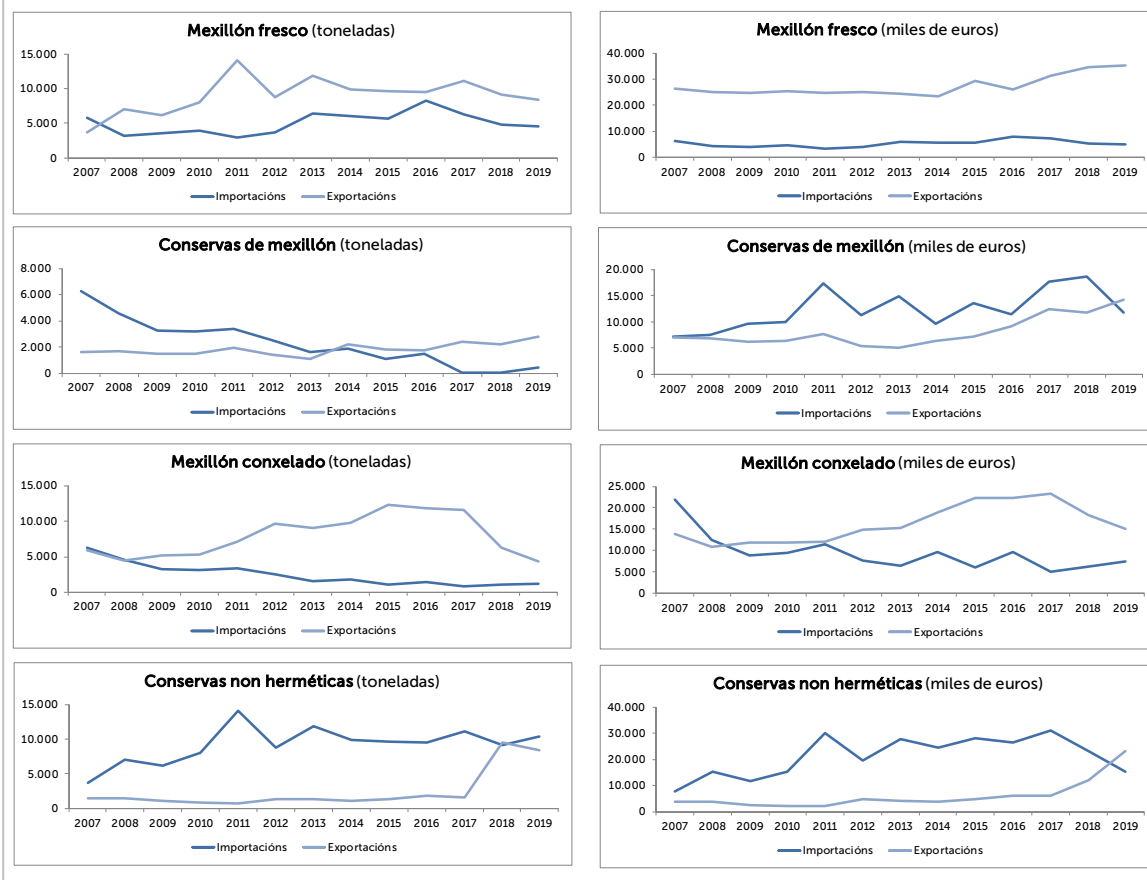 Mexillón fresco (toneladas)
15.000
10.000
5.000
0
2007 2008 2009 2010 2011 2012 2013 2014 2015 2016 2017 2018 2019
Importacións Exportacións
Mexillón fresco (miles de euros)
40.000
30.000
20.000
10.000
0
2007 2008 2009 2010 2011 2012 2013 2014 2015 2016 2017 2018 2019
Importacións Exportacións
Conservas de mexillón (toneladas)
8.000
6.000
4.000
2.000
0
2007 2008 2009 2010 2011 2012 2013 2014 2015 2016 2017 2018 2019
Importacións Exportacións
Conservas de mexillón (miles de euros)
20.000
15.000
10.000
5.000
0
2007 2008 2009 2010 2011 2012 2013 2014 2015 2016 2017 2018 2019
Importacións Exportacións
Mexillón conxelado (toneladas)
15.000
10.000
5.000
0
2007 2008 2009 2010 2011 2012 2013 2014 2015 2016 2017 2018 2019
Importacións Exportacións
Mexillón conxelado (miles de euros)
25.000
20.000
15.000
10.000
5.000
0
2007 2008 2009 2010 2011 2012 2013 2014 2015 2016 2017 2018 2019
Importacións Exportacións
Conservas non herméticas (toneladas)
15.000
10.000
5.000
0
2007 2008 2009 2010 2011 2012 2013 2014 2015 2016 2017 2018 2019
Importacións Exportacións
Conservas non herméticas (miles de euros)
40.000
30.000
20.000
10.000
0
2007 2008 2009 2010 2011 2012 2013 2014 2015 2016 2017 2018 2019
Importacións Exportacións